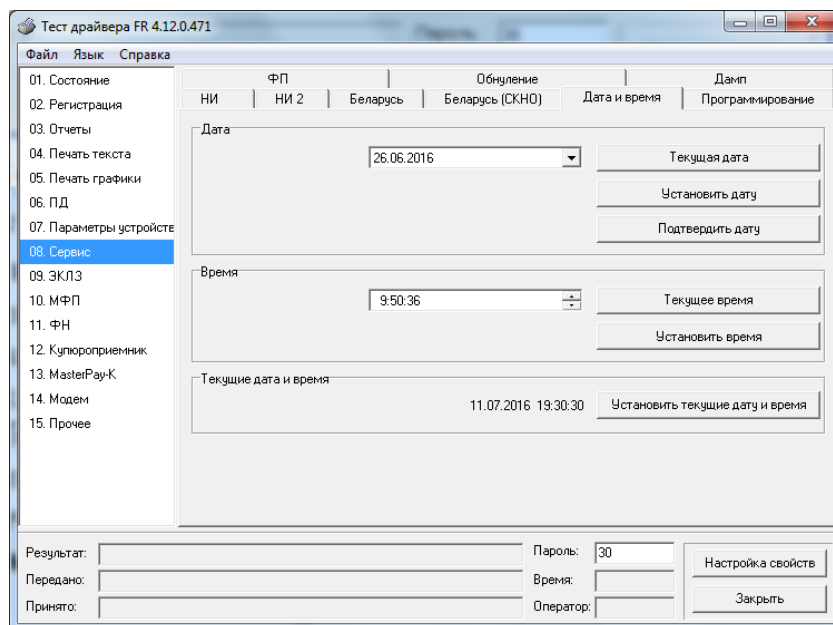 Тест драйвера FR 4.12.0.471
Файл Язык Справка
01. Состояние
02. Регистрация
03. Отчеты
04. Печать текста
05. Печать графики
06. ПД
07. Параметры устройств
08. Сервис
09. ЭКЛЗ
10. МФП
11. ФН
12. Купюроприемник
13. MasterPay-K
14. Модем
15. Прочее
ФП Обнуление Дамп
НИ НИ 2 Беларусь Беларусь (СКНО) Дата и время Программирование
Дата
26.06.2016
Текущая дата
Установить дату
Подтвердить дату
Время
9:50:36
Текущее время
Установить время
Текущие дата и время
11.07.2016 19:30:30
Установить текущие дату и время
Результат:
Передано:
Принято:
Пароль: 30
Время:
Оператор:
Настройка свойств
Закрыть